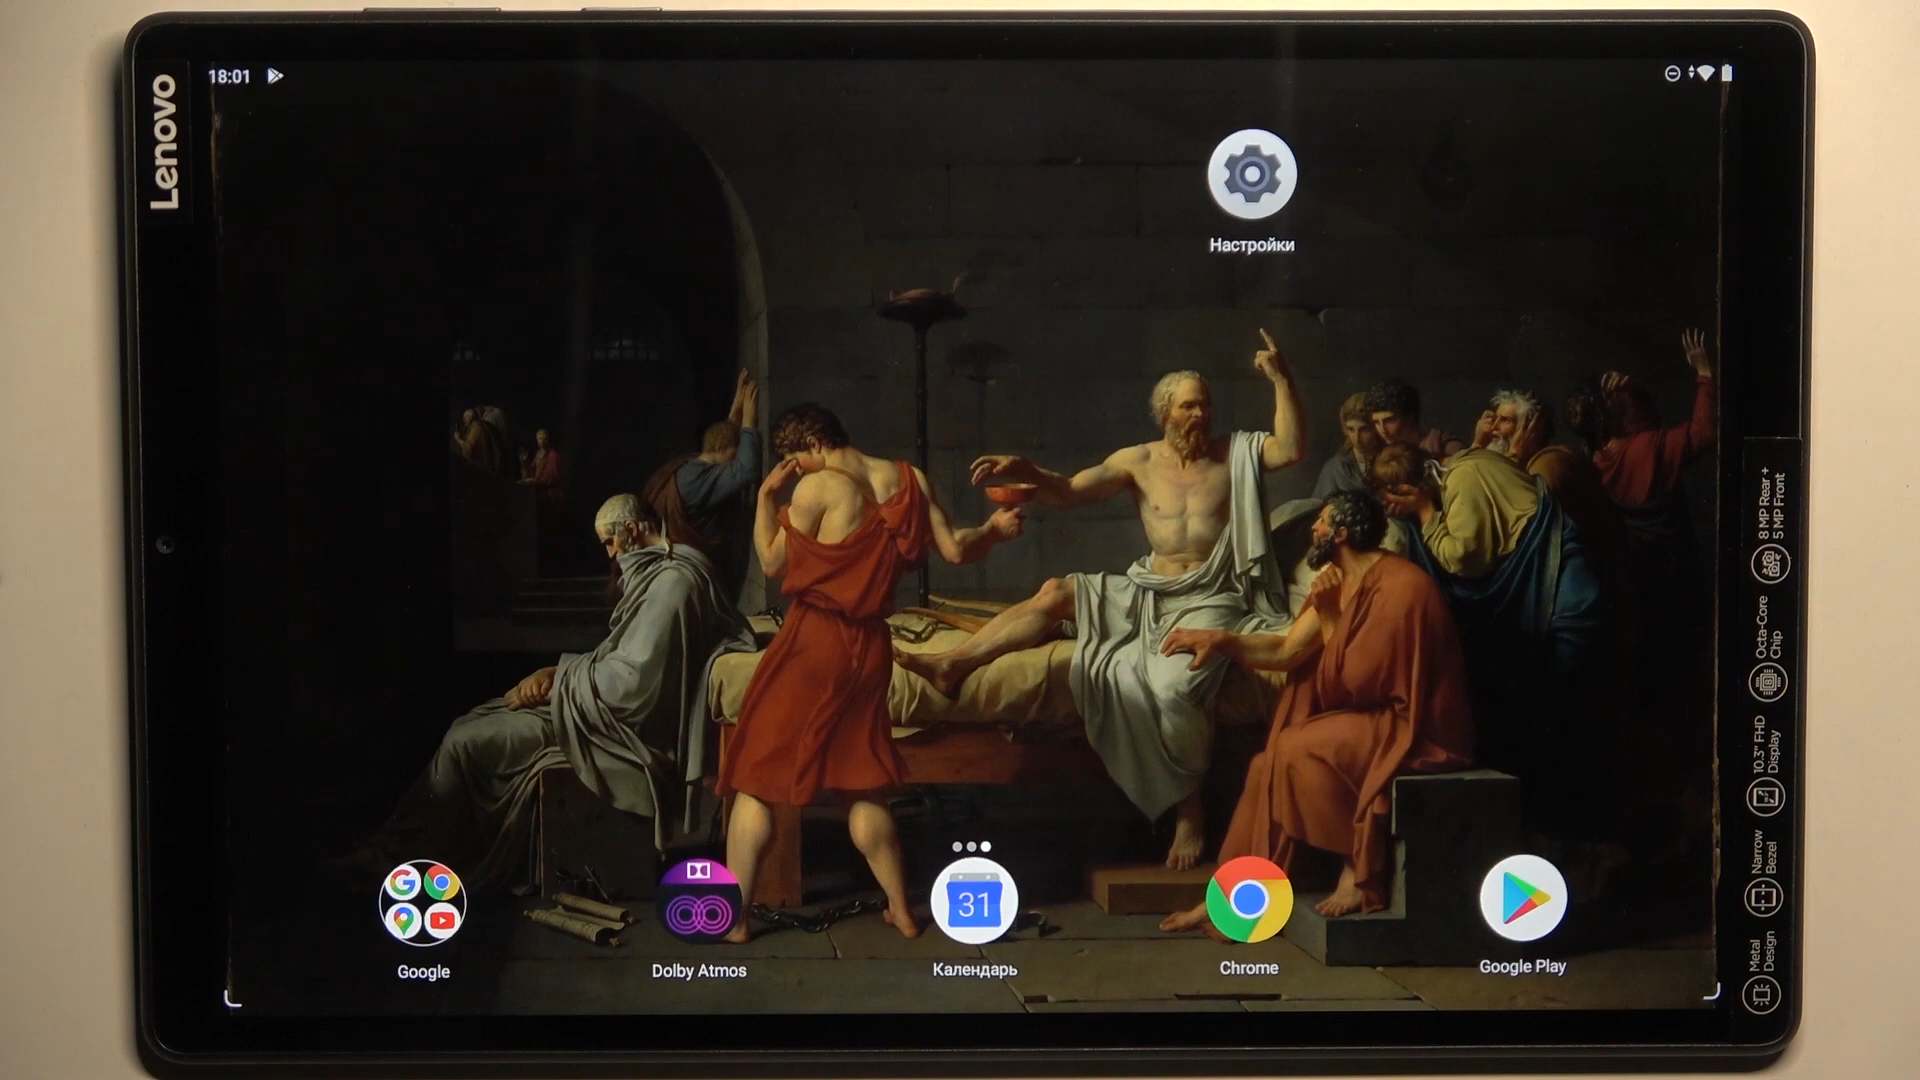 Lenovo
18:01
Настройки
31
Google
Dolby Atmos
Календарь
Chrome
Google Play
8 MP Rear +
5 MP Front
Octa-Core
Chip
8
10.3" FHD
Display
Narrow
Bezel
Metal
Design